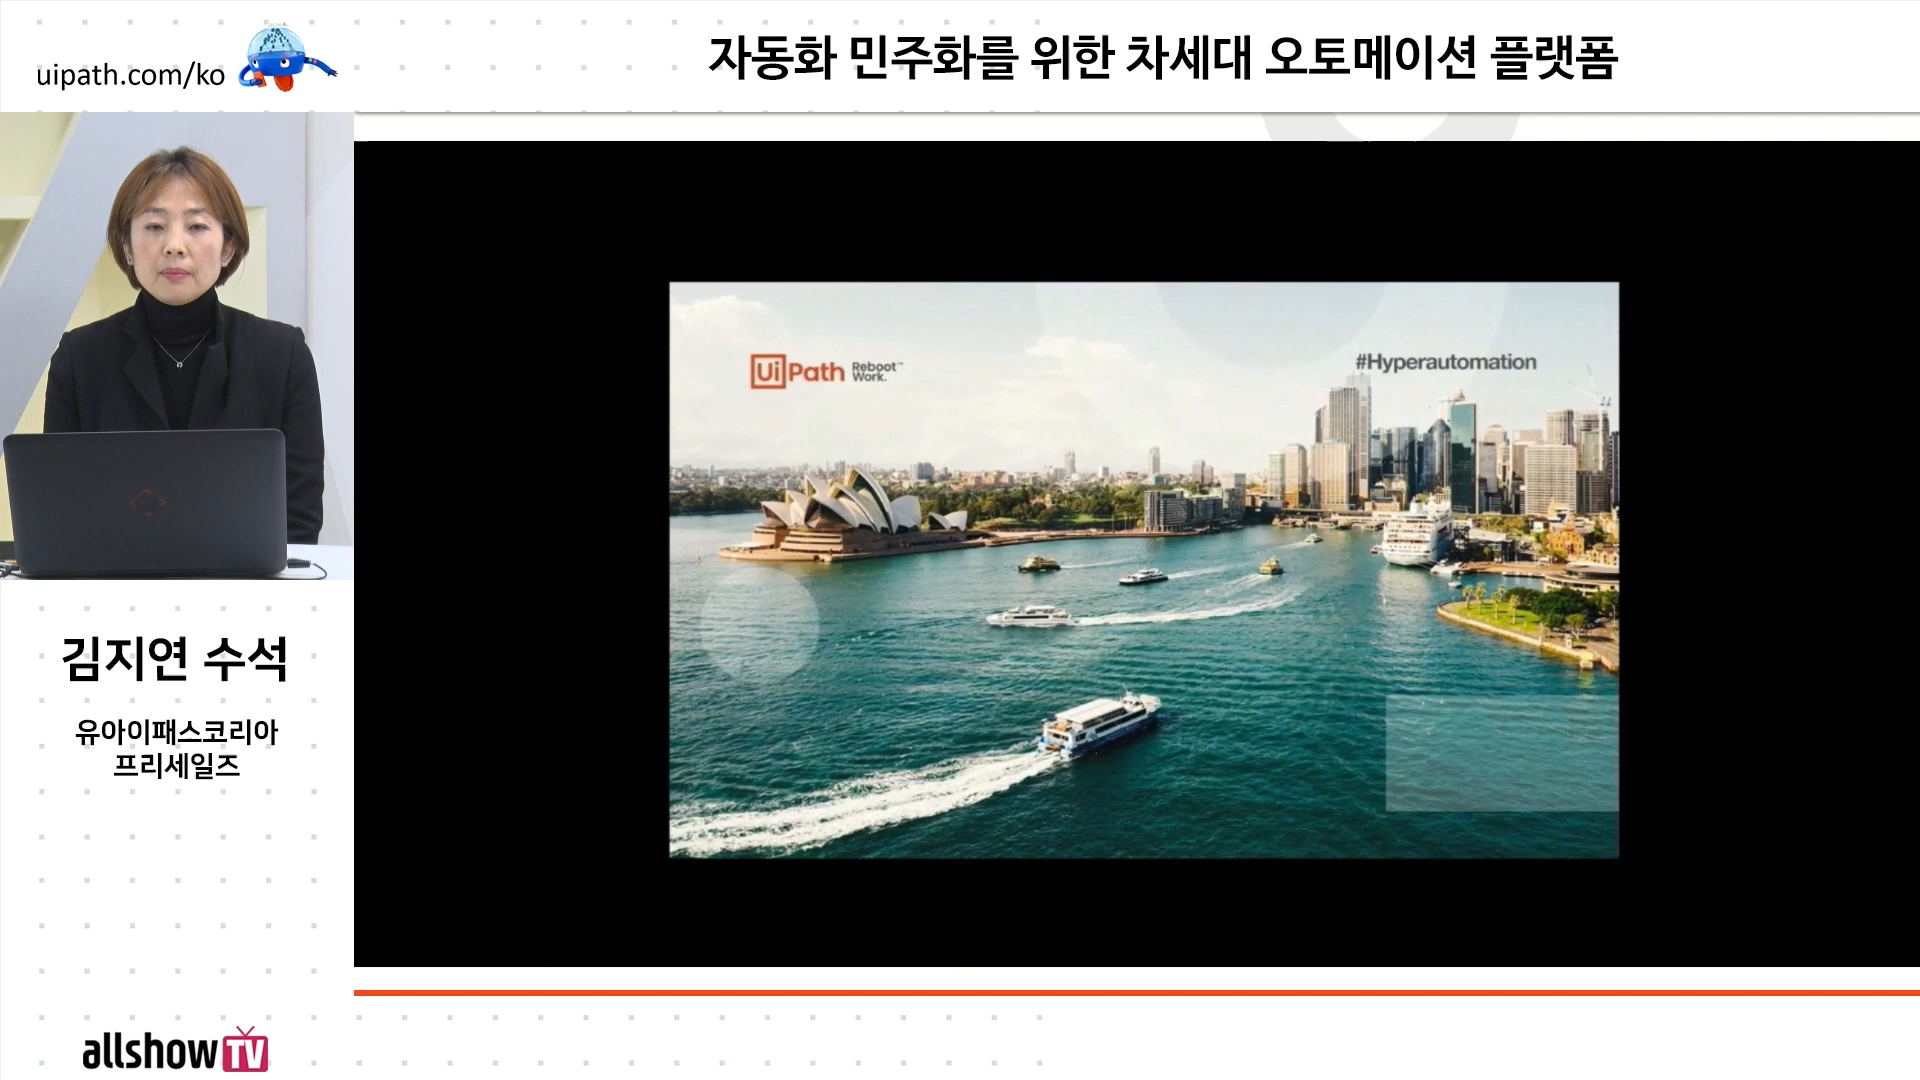 uipath.com/ko
자동화 민주화를 위한 차세대 오토메이션 플랫폼
UiPath Reboot™
Work.
#Hyperautomation
김지연 수석
유아이패스코리아
프리세일즈
allshowTV